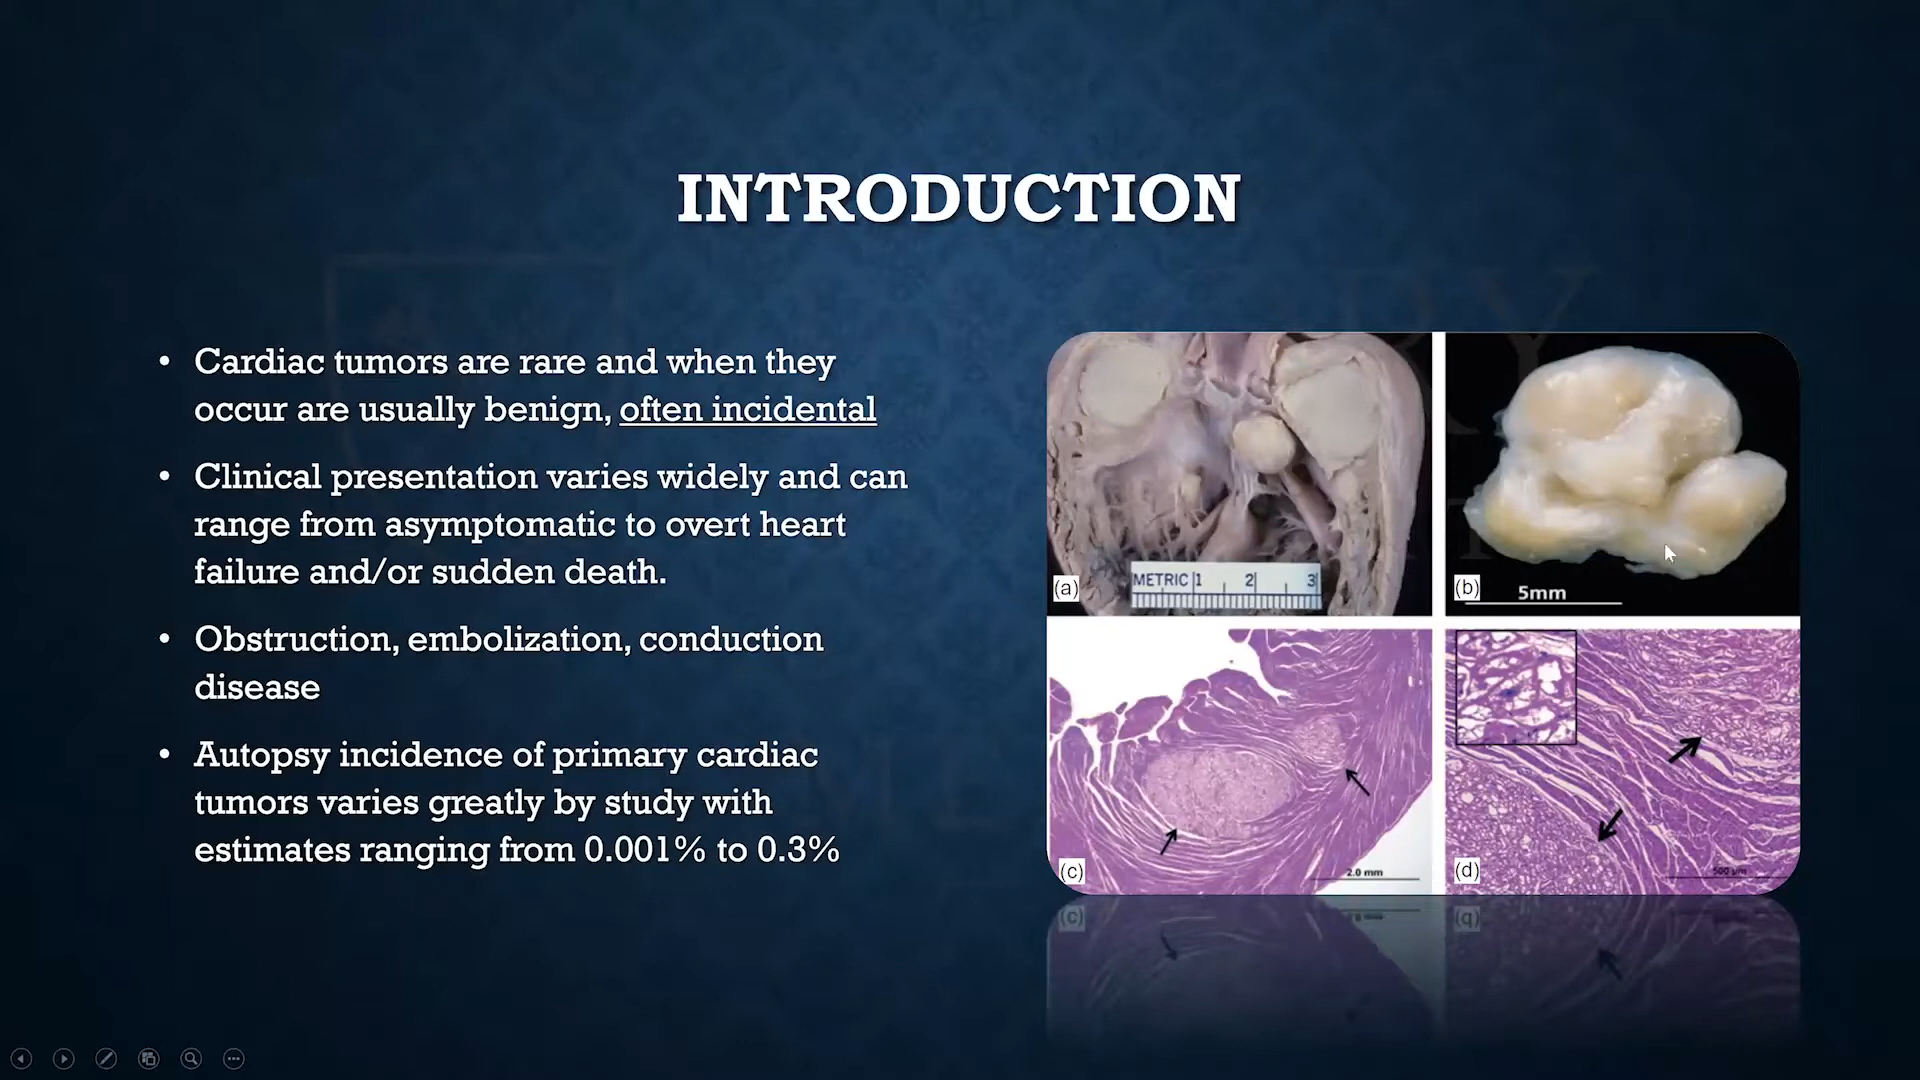 INTRODUCTION
• Cardiac tumors are rare and when they
occur are usually benign, often incidental
• Clinical presentation varies widely and can
range from asymptomatic to overt heart
failure and/or sudden death.
• Obstruction, embolization, conduction
disease
• Autopsy incidence of primary cardiac
tumors varies greatly by study with
estimates ranging from 0.001% to 0.3%
METRIC 1 2 3
(a)
(b)
5mm
(c)
2.0 mm
(d)
500 µm